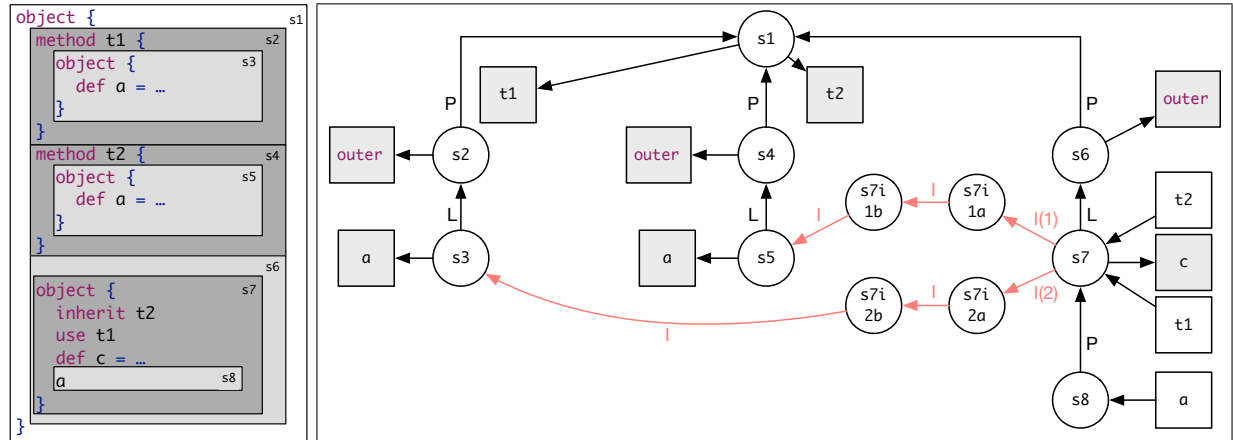 object {
s1
method t1 {
s2
object {
s3
def a = …
}
}
method t2 {
s4
object {
s5
def a = …
}
}
s6
object {
s7
inherit t2
use t1
def c = …
a
s8
}
}
s1
t1
t2
P
P
P
outer
outer
outer
s2
s4
s6
s7i
1b
I
s7i
1a
t2
L
L
I
I(1)
L
a
s3
a
s5
s7
c
I(2)
s7i
2b
I
s7i
2a
t1
I
P
s8
a